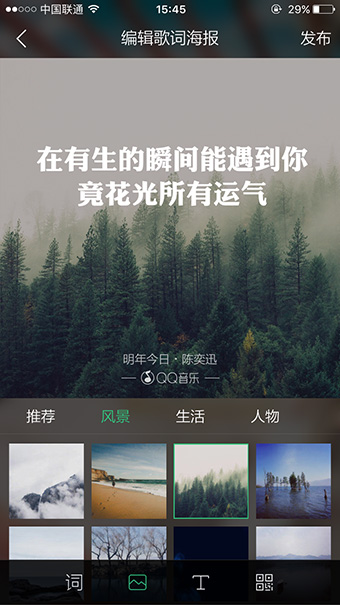 中国联通 15:45 29%
编辑歌词海报 发布
在有生的瞬间能遇到你
竟花光所有运气
明年今日·陈奕迅
QQ音乐
推荐 风景 生活 人物
词 T